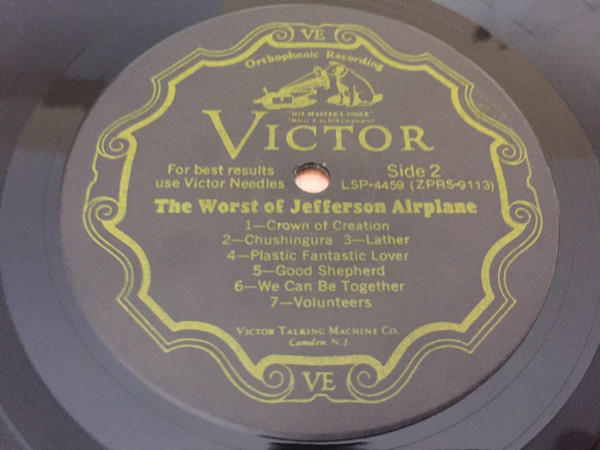 VE
Orthophonic Recording
"HIS MASTER'S VOICE"
VICTOR
For best results
use Victor Needles
Side 2
LSP-4459 (ZPRS-9113)
The Worst of Jefferson Airplane
1—Crown of Creation
2—Chushingura 3—Lather
4—Plastic Fantastic Lover
5—Good Shepherd
6—We Can Be Together
7—Volunteers
VICTOR TALKING MACHINE CO.
Camden, N. J.
VE